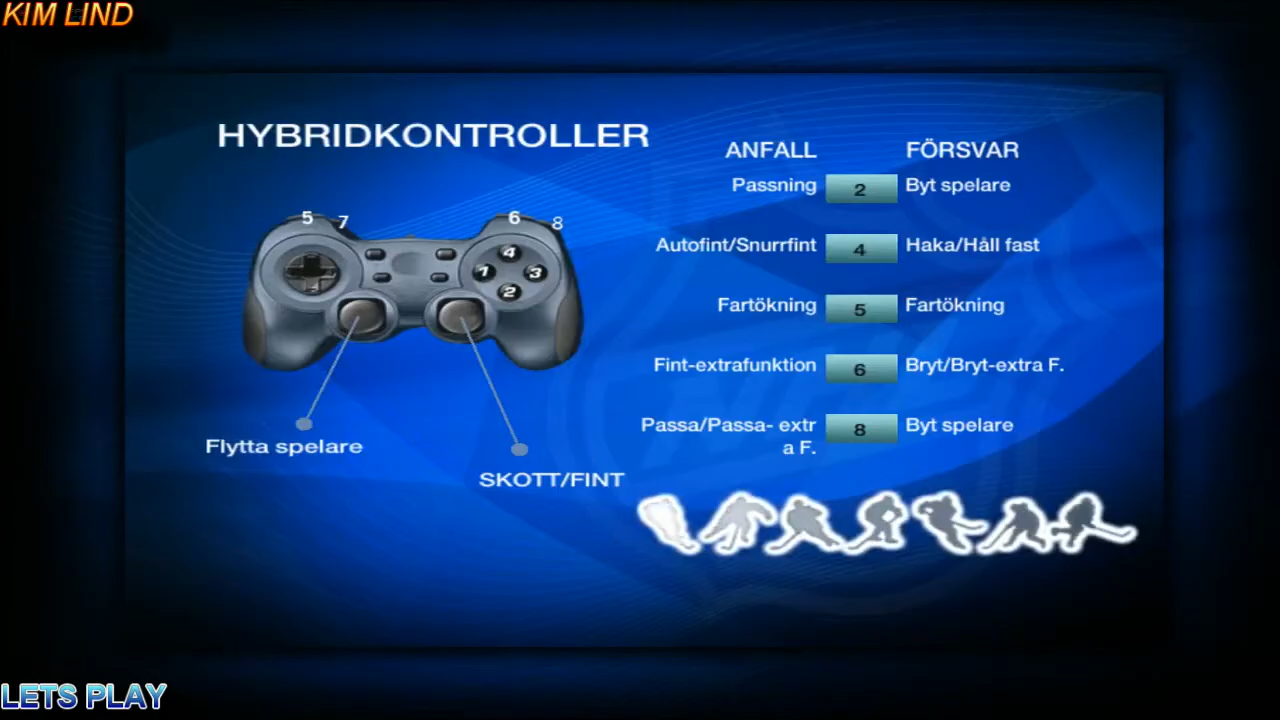 KIM LIND
HYBRIDKONTROLLER
ANFALL FÖRSVAR
Passning 2 Byt spelare
Autofint/Snurrfint 4 Haka/Håll fast
Fartökning 5 Fartökning
Fint-extrafunktion 6 Bryt/Bryt-extra F.
Passa/Passa- extr 8 Byt spelare
a F.
5 7 6 8
4
1 3
2
Flytta spelare
SKOTT/FINT
LETS PLAY